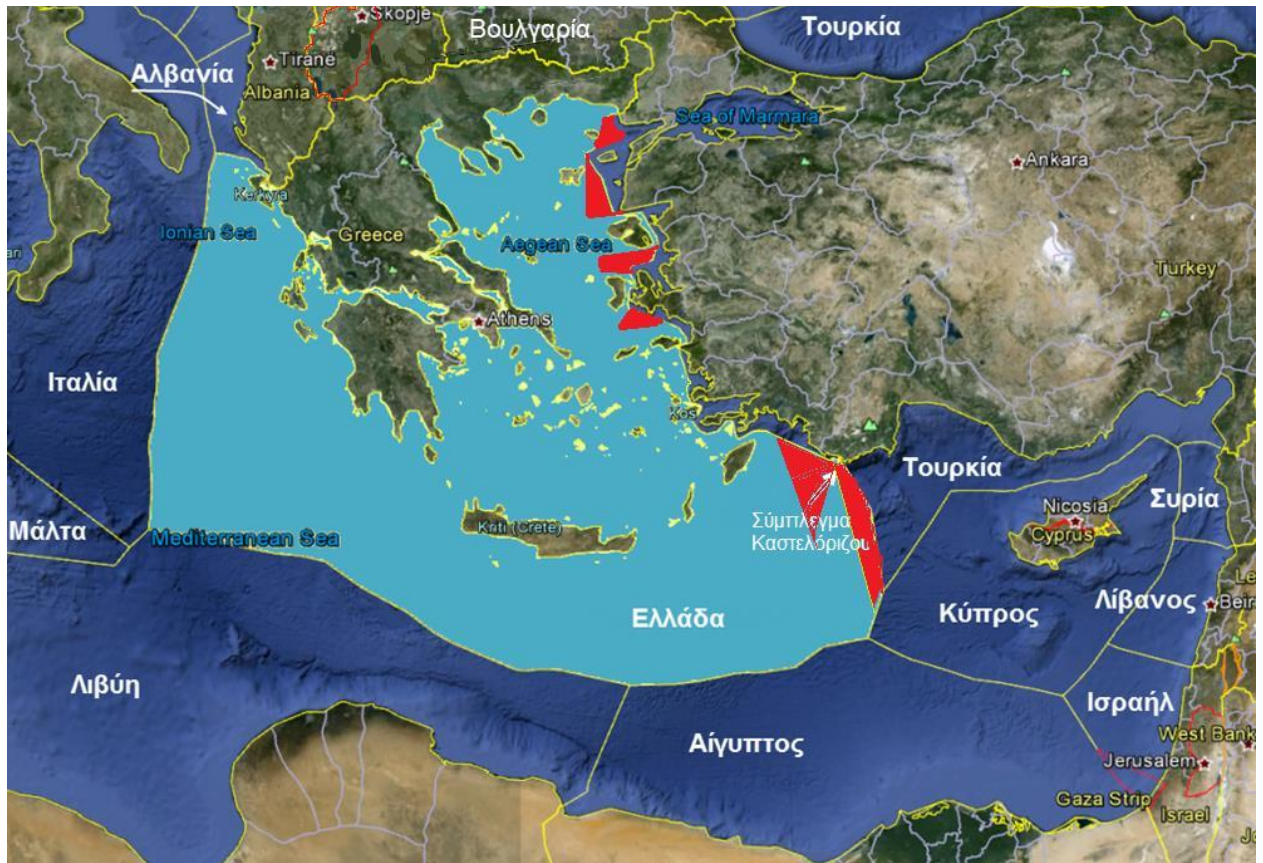 Skopje
Βουλγαρία
Τουρκία
Tiranë
Αλβανία
Albania
Sea of Marmara
Ankara
Kerkyra
Ionian Sea
Greece
Aegean Sea
Turkey
Athens
Ιταλία
Kos
Τουρκία
Συρία
Nicosia
Σύμπλεγμα
Καστελόριζου
Cyprus
Μάλτα
Mediterranean Sea
Kriti (Crete)
Λίβανος
Beir
Ελλάδα
Κύπρος
Λιβύη
Ισραήλ
West Bank
Αίγυπτος
Jerusalem
Gaza Strip
Israel